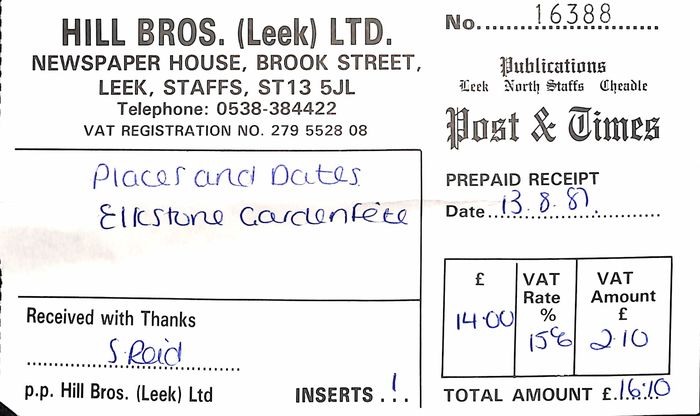 HILL BROS. (Leek) LTD.
NEWSPAPER HOUSE, BROOK STREET,
LEEK, STAFFS, ST13 5JL
Telephone: 0538-384422
VAT REGISTRATION NO. 279 5528 08
No. 16388
Publications
Leek North Staffs Cheadle
Post & Times
PREPAID RECEIPT
Date 13.8.87.
Places and Dates
Elkstone Garden Fête
£ VAT Rate % VAT Amount £
14.00 15% 2.10
Received with Thanks
S. Reid
p.p. Hill Bros. (Leek) Ltd
INSERTS 1
TOTAL AMOUNT £ 16.10